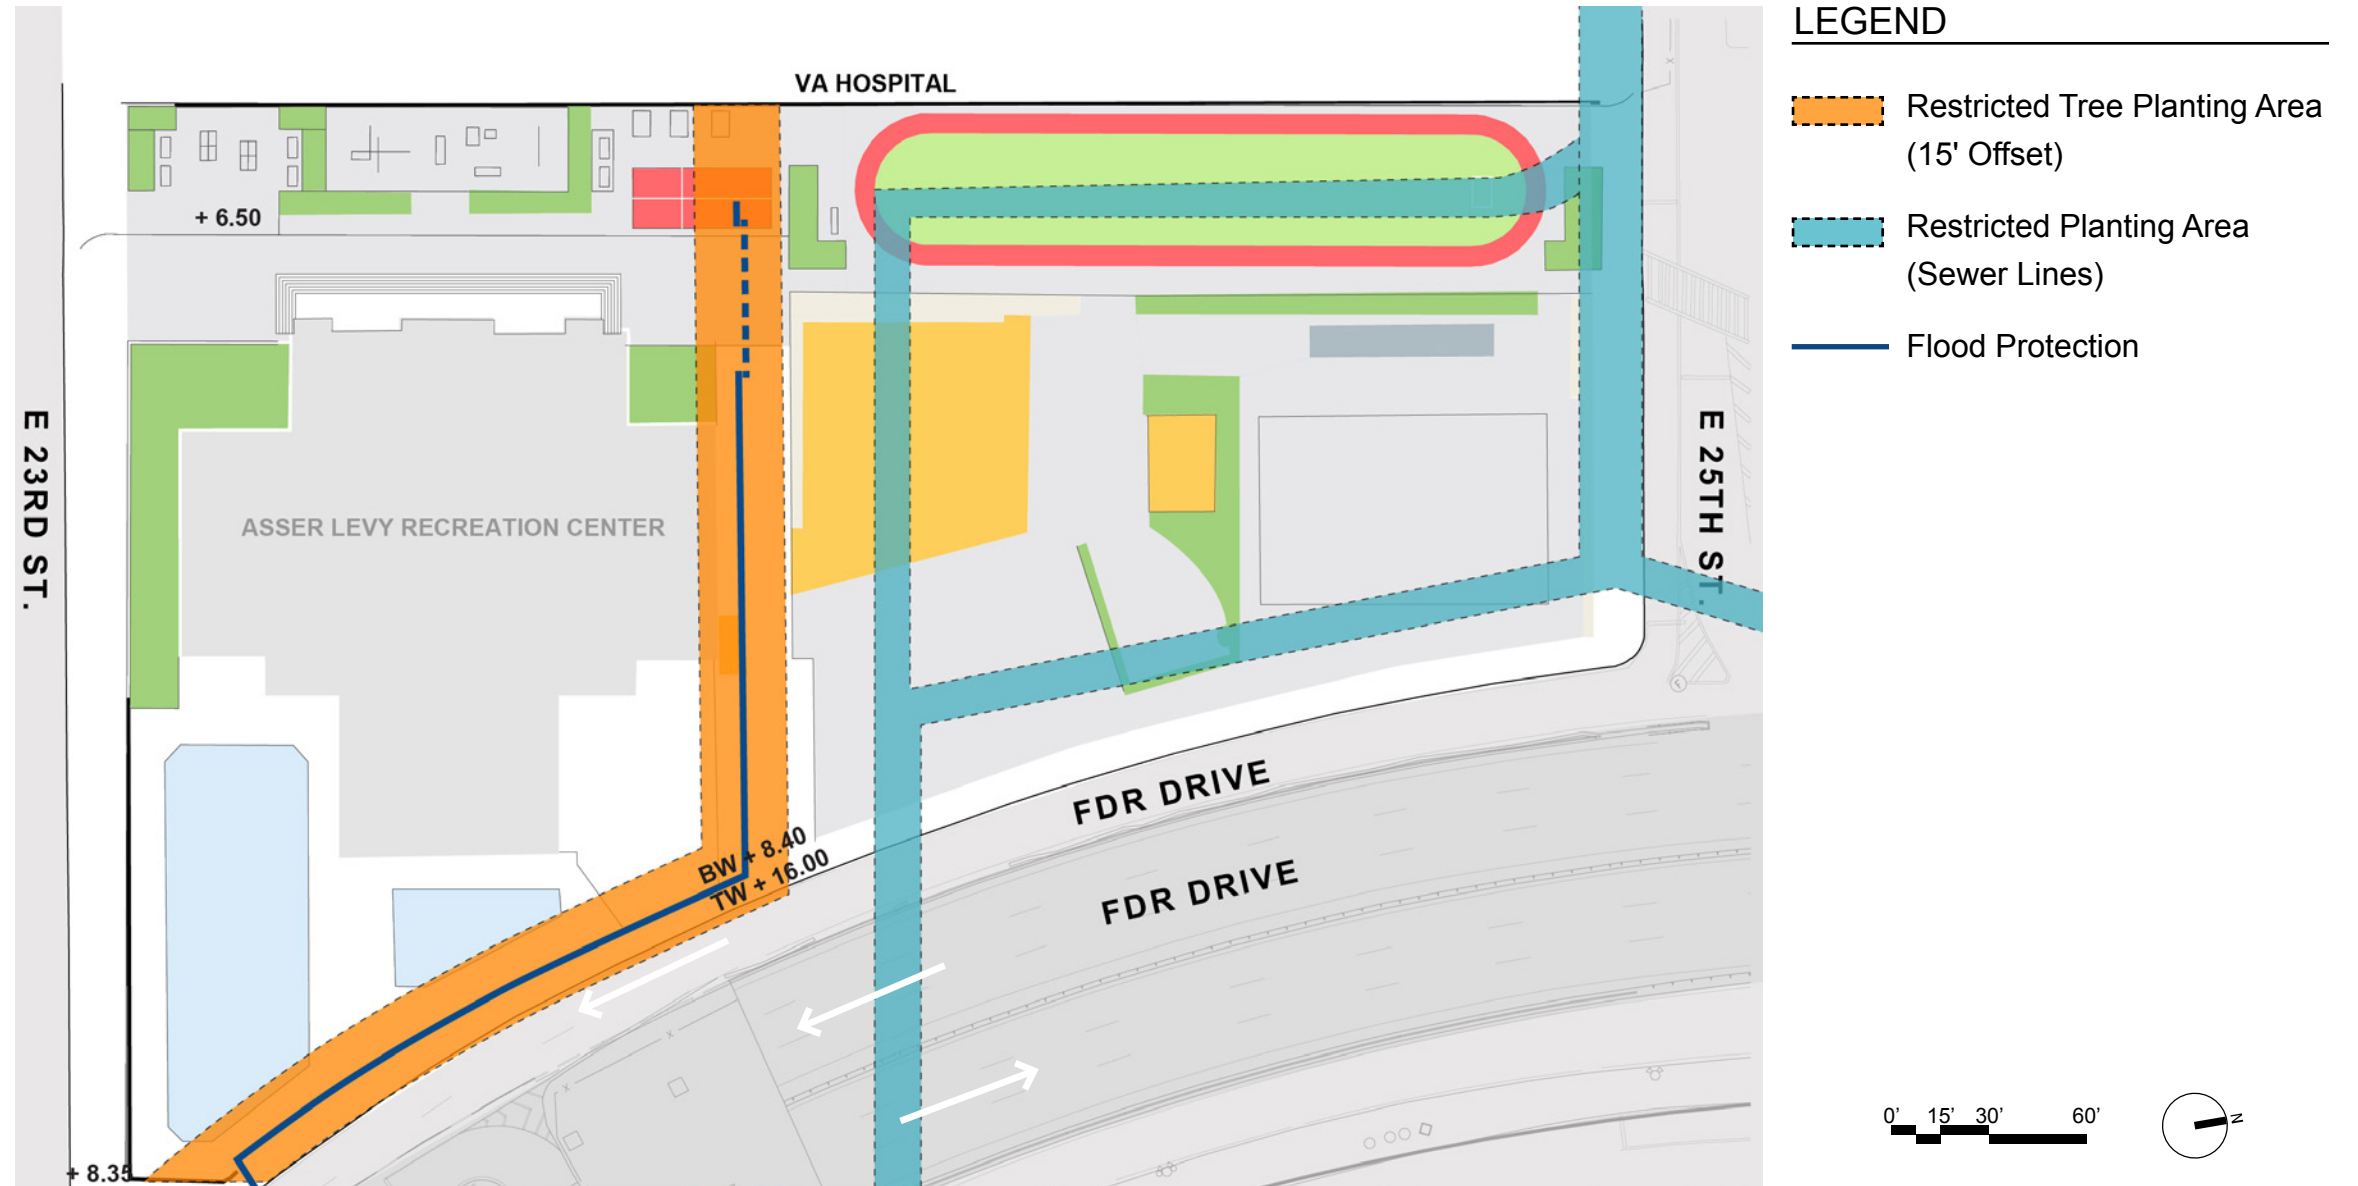 LEGEND
VA HOSPITAL
Restricted Tree Planting Area
(15' Offset)
+ 6.50
Restricted Planting Area
(Sewer Lines)
Flood Protection
E 23RD ST.
E 25TH ST.
ASSER LEVY RECREATION CENTER
F
FDR DRIVE
BW + 8.40
TW + 16.00
FDR DRIVE
0' 15' 30' 60'
N
+ 8.35